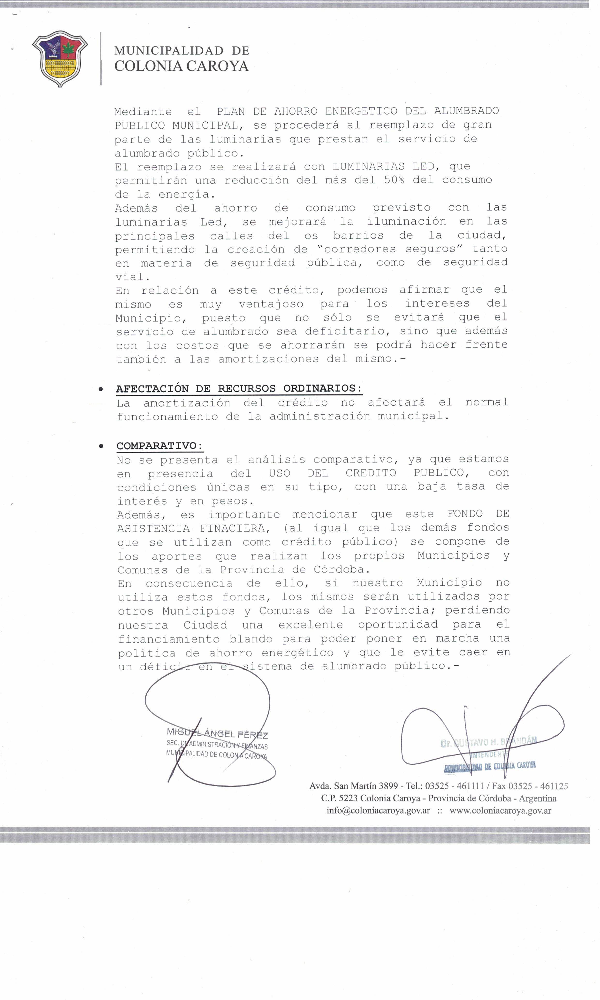 MUNICIPALIDAD DE
COLONIA CAROYA
Mediante el PLAN DE AHORRO ENERGETICO DEL ALUMBRADO
PUBLICO MUNICIPAL, se procederá al reemplazo de gran
parte de las luminarias que prestan el servicio de
alumbrado público.
El reemplazo se realizará con LUMINARIAS LED, que
permitirán una reducción del más del 50% del consumo
de la energía.
Además del ahorro de consumo previsto con las
luminarias Led, se mejorará la iluminación en las
principales calles del os barrios de la ciudad,
permitiendo la creación de “corredores seguros” tanto
en materia de seguridad pública, como de seguridad
vial.
En relación a este crédito, podemos afirmar que el
mismo es muy ventajoso para los intereses del
Municipio, puesto que no sólo se evitará que el
servicio de alumbrado sea deficitario, sino que además
con los costos que se ahorrarán se podrá hacer frente
también a las amortizaciones del mismo.-
• AFECTACIÓN DE RECURSOS ORDINARIOS:
La amortización del crédito no afectará el normal
funcionamiento de la administración municipal.
• COMPARATIVO:
No se presenta el análisis comparativo, ya que estamos
en presencia del USO DEL CREDITO PUBLICO, con
condiciones únicas en su tipo, con una baja tasa de
interés y en pesos.
Además, es importante mencionar que este FONDO DE
ASISTENCIA FINACIERA, (al igual que los demás fondos
que se utilizan como crédito público) se compone de
los aportes que realizan los propios Municipios y
Comunas de la Provincia de Córdoba.
En consecuencia de ello, si nuestro Municipio no
utiliza estos fondos, los mismos serán utilizados por
otros Municipios y Comunas de la Provincia; perdiendo
nuestra Ciudad una excelente oportunidad para el
financiamiento blando para poder poner en marcha una
política de ahorro energético y que le evite caer en
un déficit en el sistema de alumbrado público.-
MIGUEL ÁNGEL PÉREZ
SEC. DE ADMINISTRACIÓN Y FINANZAS
MUNICIPALIDAD DE COLONIA CAROYA
Dr. GUSTAVO H. BRANDÁN
INTENDENTE
MUNICIPALIDAD DE COLONIA CAROYA
Avda. San Martín 3899 - Tel.: 03525 - 461111 / Fax 03525 - 461125
C.P. 5223 Colonia Caroya - Provincia de Córdoba - Argentina
info@coloniacaroya.gov.ar :: www.coloniacaroya.gov.ar